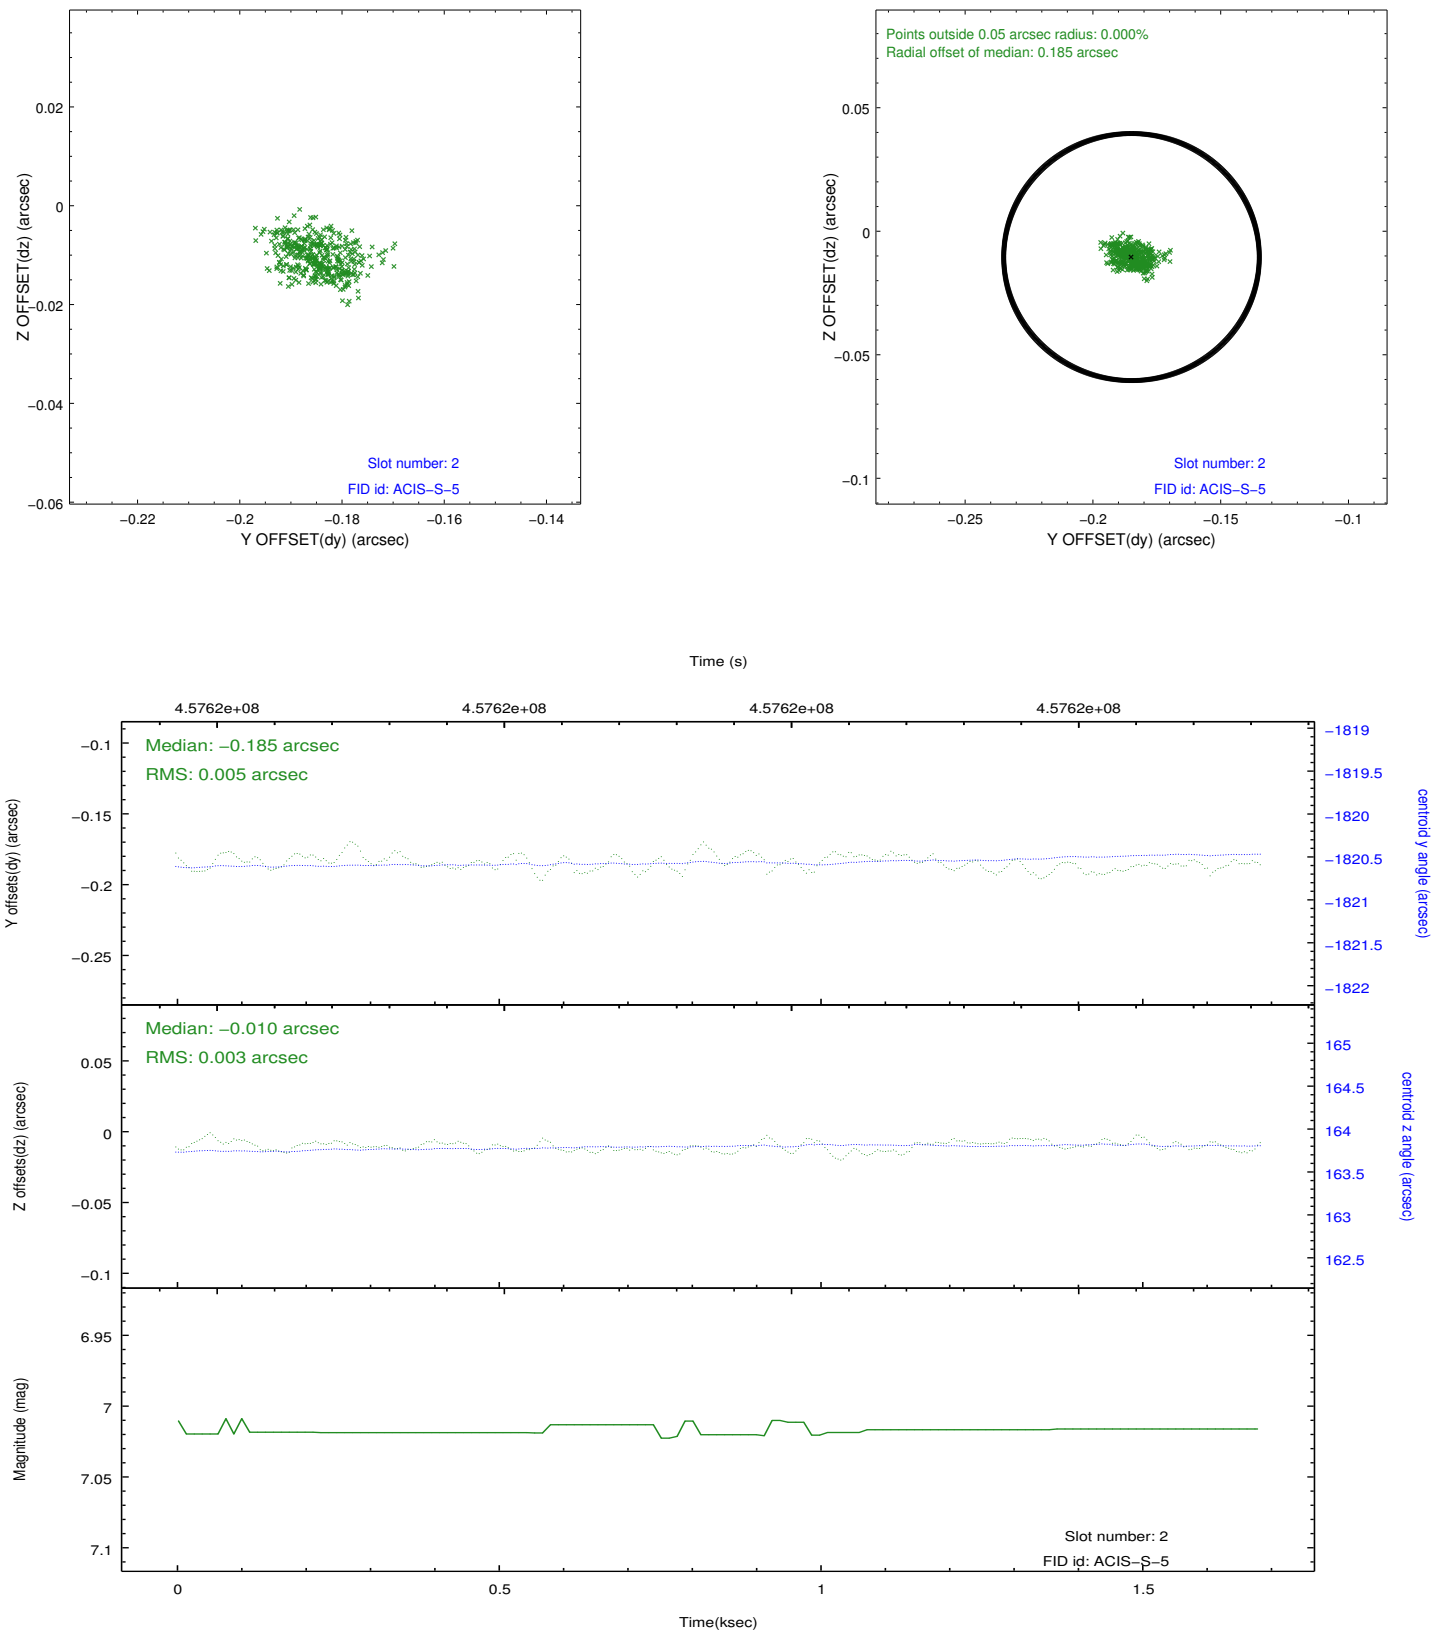 0.02
0
−0.02
−0.04
−0.06
Z OFFSET(dz) (arcsec)
Slot number: 2
FID id: ACIS−S−5
−0.22
−0.2
−0.18
−0.16
−0.14
Y OFFSET(dy) (arcsec)
Points outside 0.05 arcsec radius: 0.000%
Radial offset of median: 0.185 arcsec
0.05
0
−0.05
−0.1
Z OFFSET(dz) (arcsec)
Slot number: 2
FID id: ACIS−S−5
−0.25
−0.2
−0.15
−0.1
Y OFFSET(dy) (arcsec)
Time (s)
4.5762e+08
4.5762e+08
4.5762e+08
4.5762e+08
Median: −0.185 arcsec
RMS: 0.005 arcsec
−0.1
−0.15
−0.2
−0.25
Y offsets(dy) (arcsec)
−1819
−1819.5
−1820
−1820.5
−1821
−1821.5
−1822
centroid y angle (arcsec)
Median: −0.010 arcsec
RMS: 0.003 arcsec
0.05
0
−0.05
−0.1
Z offsets(dz) (arcsec)
165
164.5
164
163.5
163
162.5
centroid z angle (arcsec)
6.95
7
7.05
7.1
Magnitude (mag)
Slot number: 2
FID id: ACIS−S−5
0
0.5
1
1.5
Time(ksec)